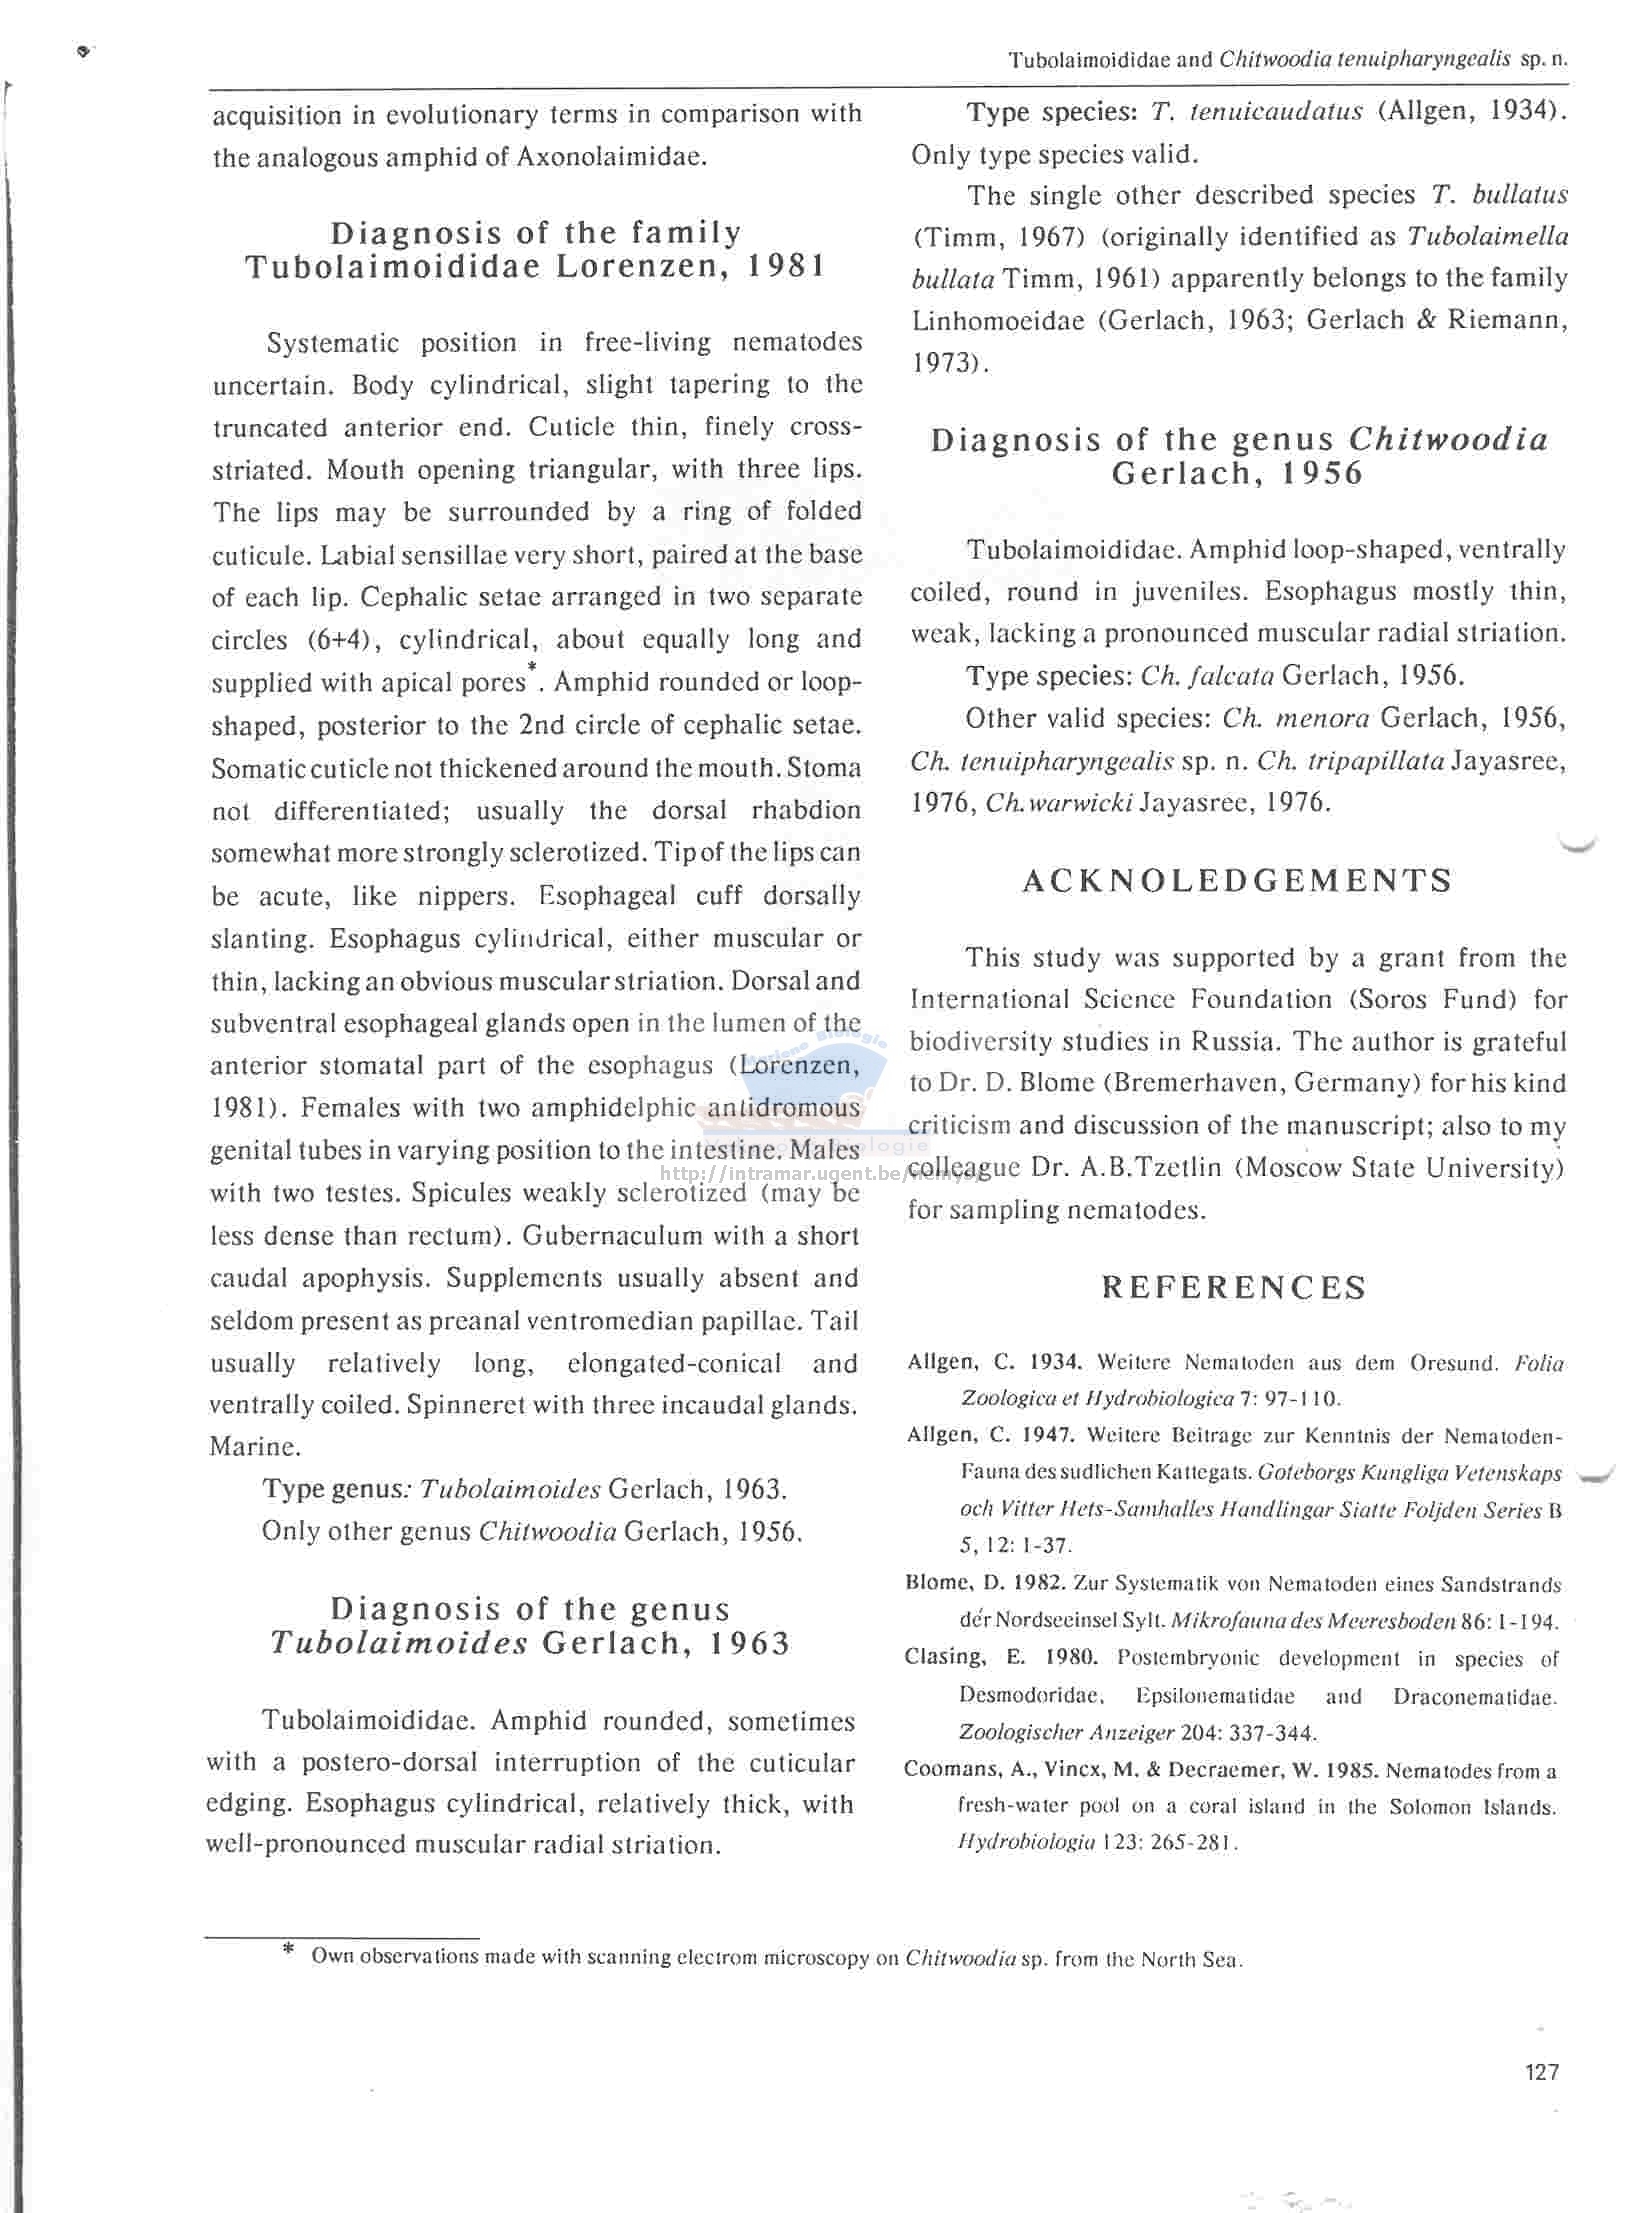 Tubolaimoididae and Chitwoodia tenuipharyngealis sp. n.
acquisition in evolutionary terms in comparison with
the analogous amphid of Axonolaimidae.
Diagnosis of the family
Tubolaimoididae Lorenzen, 1981
Systematic position in free-living nematodes
uncertain. Body cylindrical, slight tapering to the
truncated anterior end. Cuticle thin, finely cross-
striated. Mouth opening triangular, with three lips.
The lips may be surrounded by a ring of folded
cuticule. Labial sensillae very short, paired at the base
of each lip. Cephalic setae arranged in two separate
circles (6+4), cylindrical, about equally long and
supplied with apical pores*. Amphid rounded or loop-
shaped, posterior to the 2nd circle of cephalic setae.
Somatic cuticle not thickened around the mouth. Stoma
not differentiated; usually the dorsal rhabdion
somewhat more strongly sclerotized. Tip of the lips can
be acute, like nippers. Esophageal cuff dorsally
slanting. Esophagus cylindrical, either muscular or
thin, lacking an obvious muscular striation. Dorsal and
subventral esophageal glands open in the lumen of the
anterior stomatal part of the esophagus (Lorenzen,
1981). Females with two amphidelphic antidromous
genital tubes in varying position to the intestine. Males
with two testes. Spicules weakly sclerotized (may be
less dense than rectum). Gubernaculum with a short
caudal apophysis. Supplements usually absent and
seldom present as preanal ventromedian papillae. Tail
usually relatively long, elongated-conical and
ventrally coiled. Spinneret with three incaudal glands.
Marine.
Type genus: Tubolaimoides Gerlach, 1963.
Only other genus Chitwoodia Gerlach, 1956.
Diagnosis of the genus
Tubolaimoides Gerlach, 1963
Tubolaimoididae. Amphid rounded, sometimes
with a postero-dorsal interruption of the cuticular
edging. Esophagus cylindrical, relatively thick, with
well-pronounced muscular radial striation.
Type species: T. tenuicaudatus (Allgen, 1934).
Only type species valid.
The single other described species T. bullatus
(Timm, 1967) (originally identified as Tubolaimella
bullata Timm, 1961) apparently belongs to the family
Linhomoeidae (Gerlach, 1963; Gerlach & Riemann,
1973).
Diagnosis of the genus Chitwoodia
Gerlach, 1956
Tubolaimoididae. Amphid loop-shaped, ventrally
coiled, round in juveniles. Esophagus mostly thin,
weak, lacking a pronounced muscular radial striation.
Type species: Ch. falcata Gerlach, 1956.
Other valid species: Ch. menora Gerlach, 1956,
Ch. tenuipharyngealis sp. n. Ch. tripapillata Jayasree,
1976, Ch. warwicki Jayasree, 1976.
ACKNOLEDGEMENTS
This study was supported by a grant from the
International Science Foundation (Soros Fund) for
biodiversity studies in Russia. The author is grateful
to Dr. D. Blome (Bremerhaven, Germany) for his kind
criticism and discussion of the manuscript; also to my
colleague Dr. A.B.Tzetlin (Moscow State University)
for sampling nematodes.
REFERENCES
Allgen, C. 1934. Weitere Nematoden aus dem Oresund. Folia
Zoologica et Hydrobiologica 7: 97-110.
Allgen, C. 1947. Weitere Beitrage zur Kenntnis der Nematoden-
Fauna des sudlichen Kattegats. Goteborgs Kungliga Vetenskaps
och Vitter Hets-Samhalles Handlingar Siatte Foljden Series B
5, 12: 1-37.
Blome, D. 1982. Zur Systematik von Nematoden eines Sandstrands
der Nordseeinsel Sylt. Mikrofauna des Meeresboden 86: 1-194.
Clasing, E. 1980. Postembryonic development in species of
Desmodoridae, Epsilonematidae and Draconematidae.
Zoologischer Anzeiger 204: 337-344.
Coomans, A., Vincx, M. & Decraemer, W. 1985. Nematodes from a
fresh-water pool on a coral island in the Solomon Islands.
Hydrobiologia 123: 265-281.
* Own observations made with scanning electrom microscopy on Chitwoodia sp. from the North Sea.
127
Mariene Biologie
http://intramar.ugent.be/nemys/